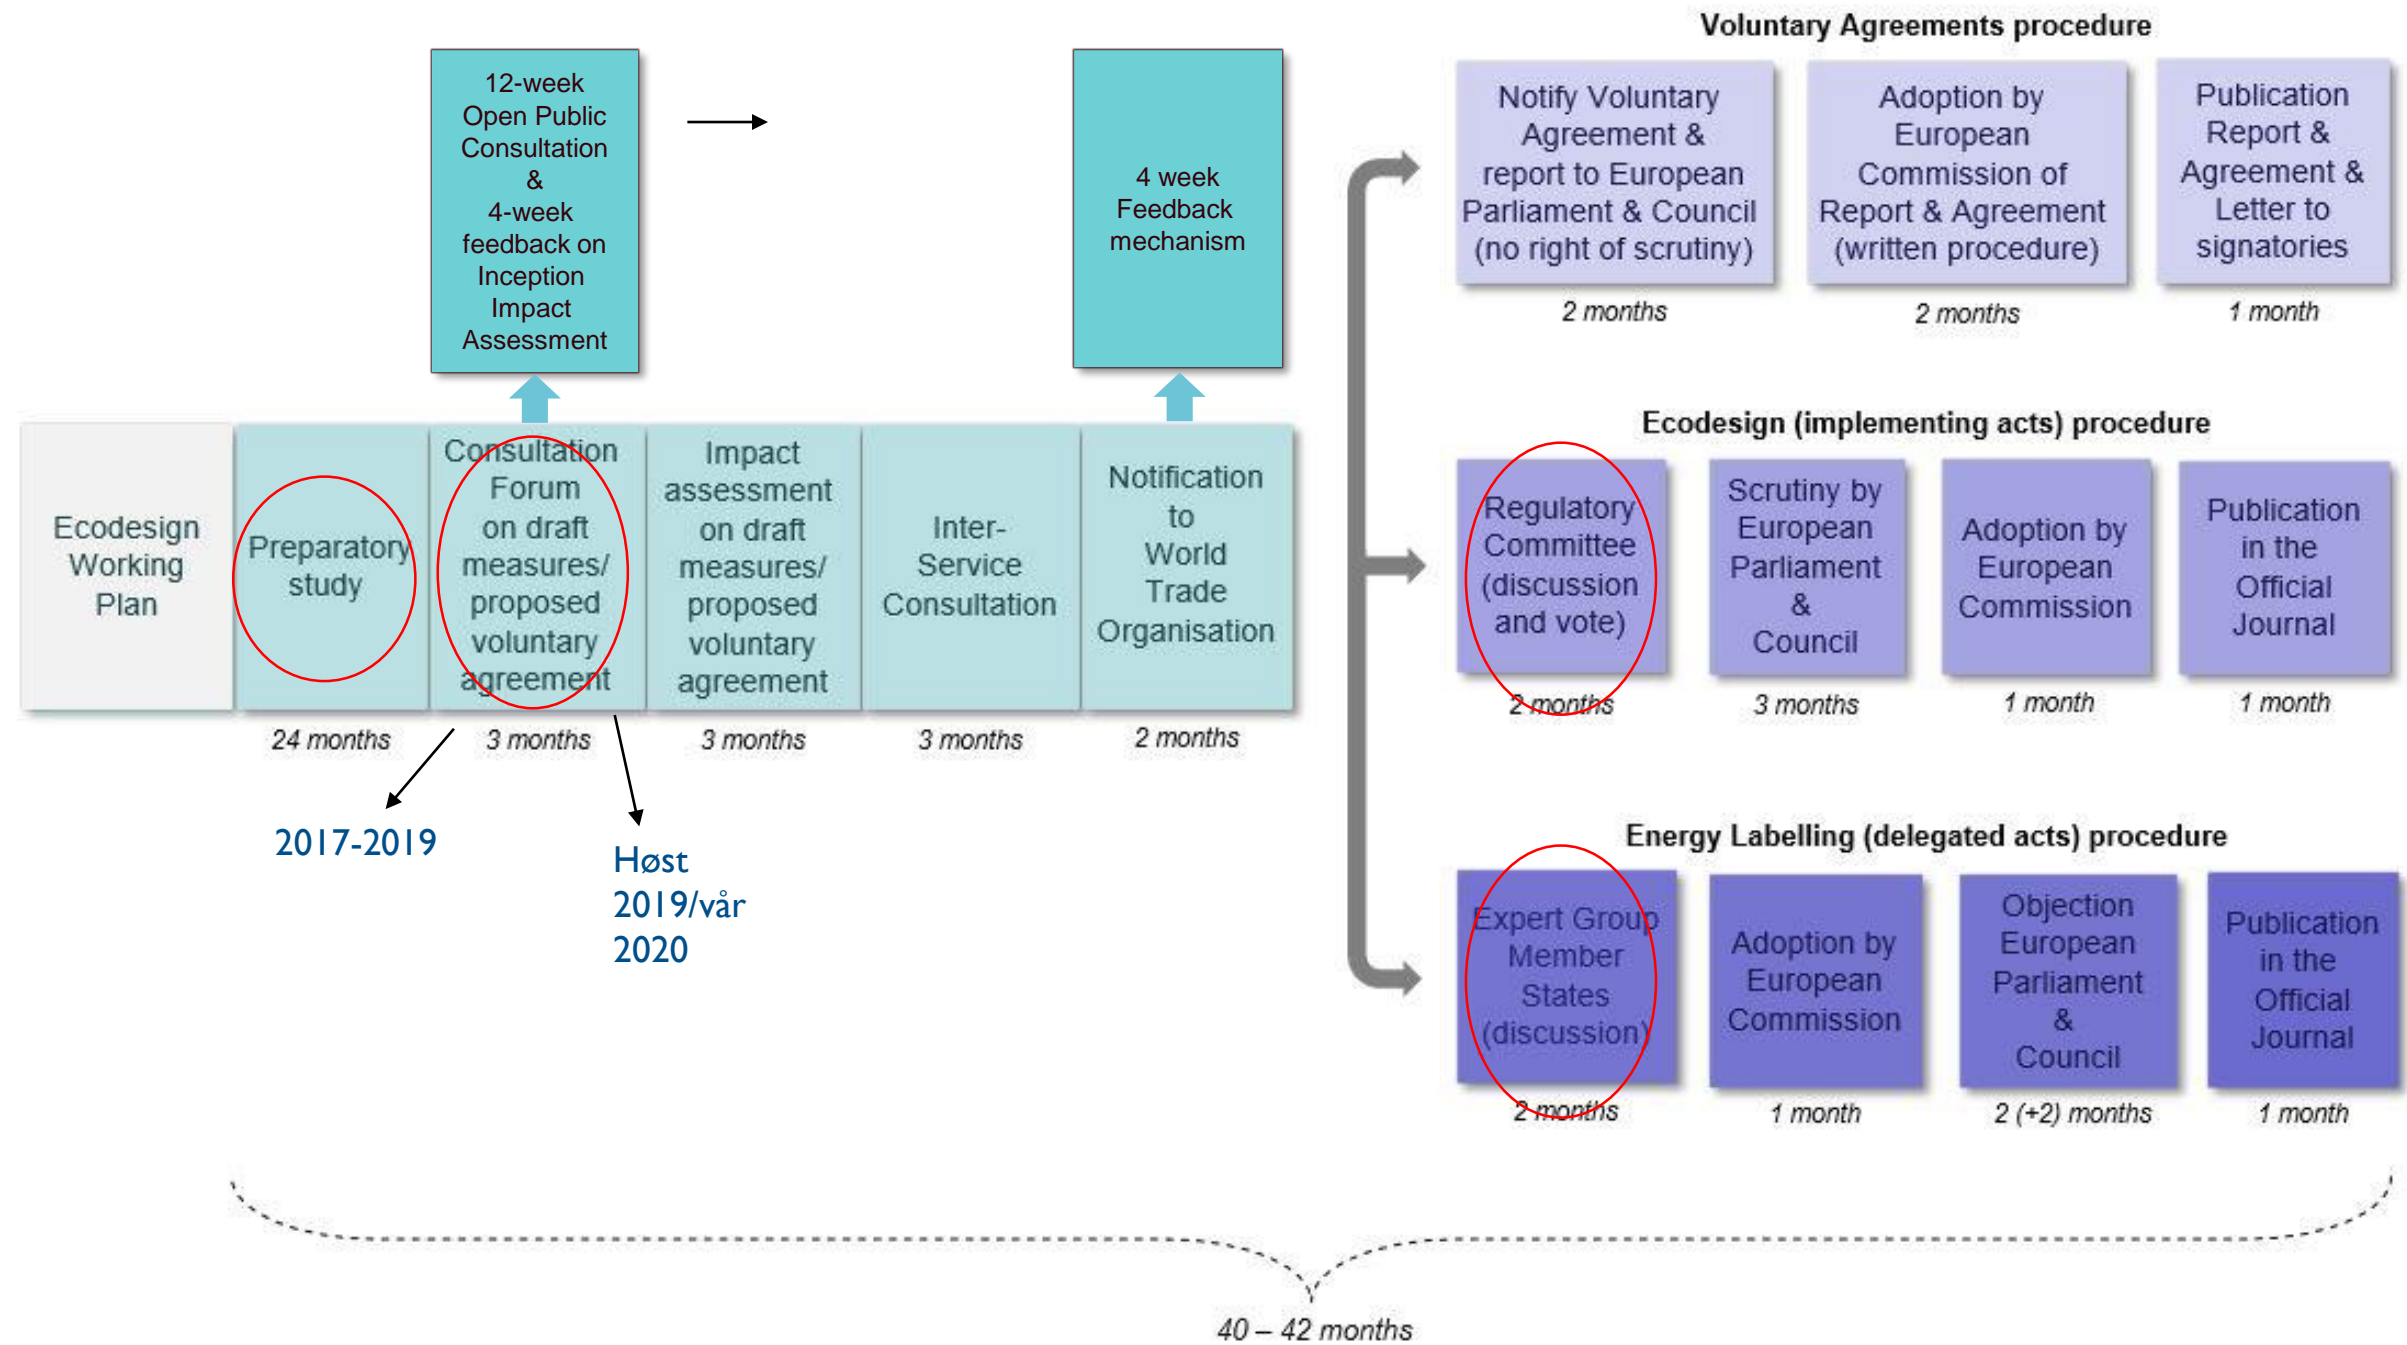 12-week
Open Public
Consultation
&
4-week
feedback on
Inception
Impact
Assessment
4 week
Feedback
mechanism
Ecodesign
Working
Plan
Preparatory
study
24 months
Consultation
Forum
on draft
measures/
proposed
voluntary
agreement
3 months
Impact
assessment
on draft
measures/
proposed
voluntary
agreement
3 months
Inter-
Service
Consultation
3 months
Notification
to
World
Trade
Organisation
2 months
2017-2019
Høst
2019/vår
2020
Voluntary Agreements procedure
Notify Voluntary
Agreement &
report to European
Parliament & Council
(no right of scrutiny)
2 months
Adoption by
European
Commission of
Report & Agreement
(written procedure)
2 months
Publication
Report &
Agreement &
Letter to
signatories
1 month
Ecodesign (implementing acts) procedure
Regulatory
Committee
(discussion
and vote)
2 months
Scrutiny by
European
Parliament
&
Council
3 months
Adoption by
European
Commission
1 month
Publication
in the
Official
Journal
1 month
Energy Labelling (delegated acts) procedure
Expert Group
Member
States
(discussion)
2 months
Adoption by
European
Commission
1 month
Objection
European
Parliament
&
Council
2 (+2) months
Publication
in the
Official
Journal
1 month
40 – 42 months